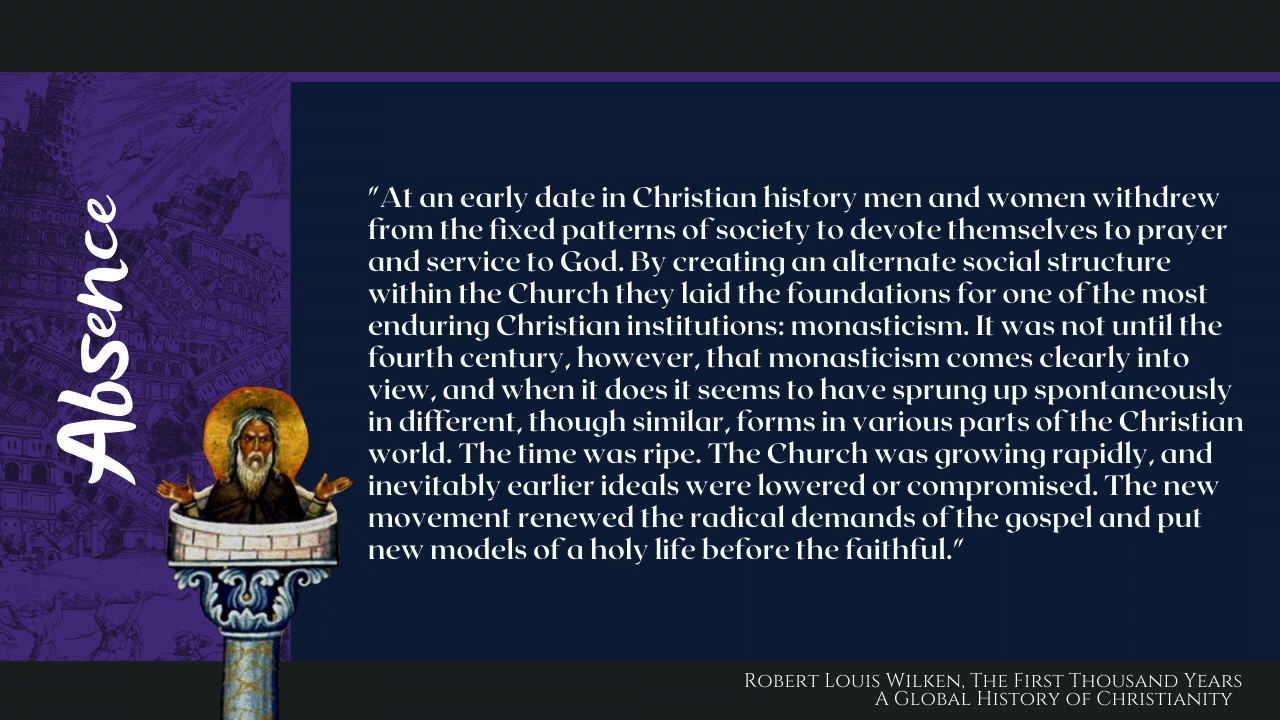 Absence
"At an early date in Christian history men and women withdrew
from the fixed patterns of society to devote themselves to prayer
and service to God. By creating an alternate social structure
within the Church they laid the foundations for one of the most
enduring Christian institutions: monasticism. It was not until the
fourth century, however, that monasticism comes clearly into
view, and when it does it seems to have sprung up spontaneously
in different, though similar, forms in various parts of the Christian
world. The time was ripe. The Church was growing rapidly, and
inevitably earlier ideals were lowered or compromised. The new
movement renewed the radical demands of the gospel and put
new models of a holy life before the faithful."
Robert Louis Wilken, The First Thousand Years
A Global History of Christianity